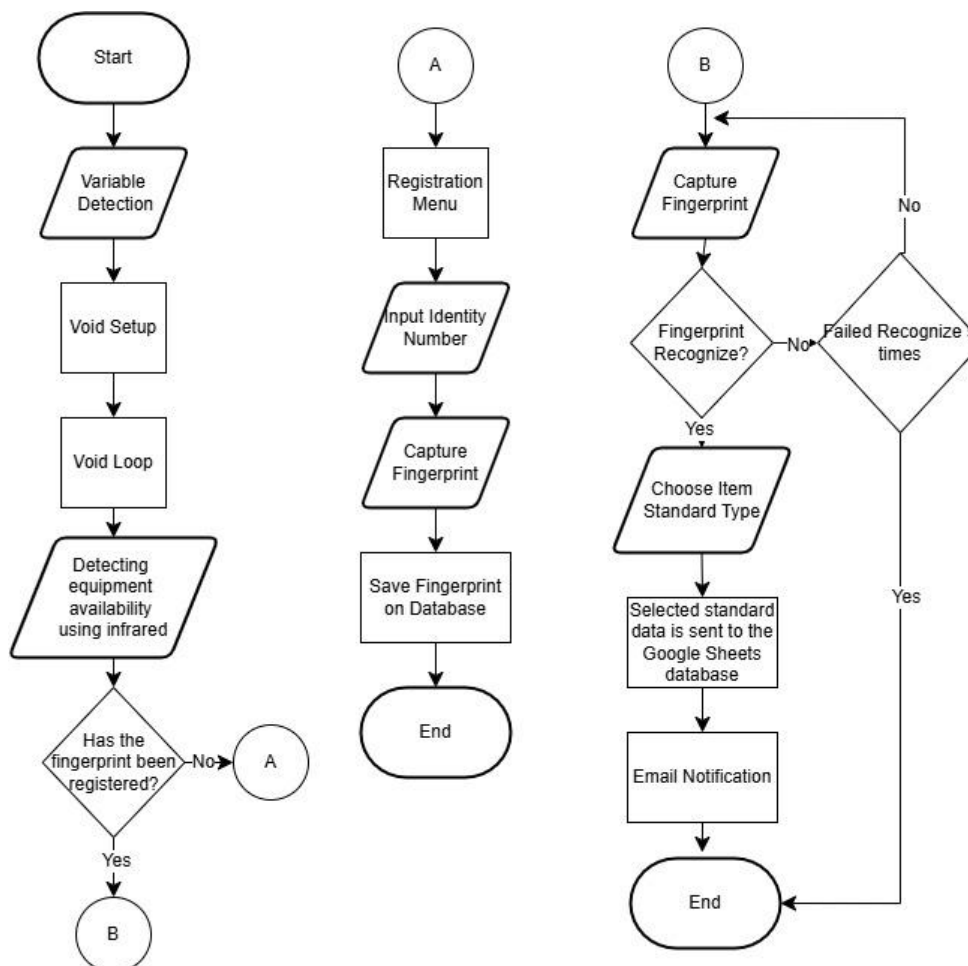 Start
Variable
Detection
Void Setup
Void Loop
Detecting
equipment
availability
using infrared
Has the
fingerprint been
registered?
No
A
Yes
B
A
Registration
Menu
Input Identity
Number
Capture
Fingerprint
Save Fingerprint
on Database
End
B
Capture
Fingerprint
Fingerprint
Recognize?
No
Failed Recognize
times
No
Yes
Yes
Choose Item
Standard Type
Selected standard
data is sent to the
Google Sheets
database
Email Notification
End